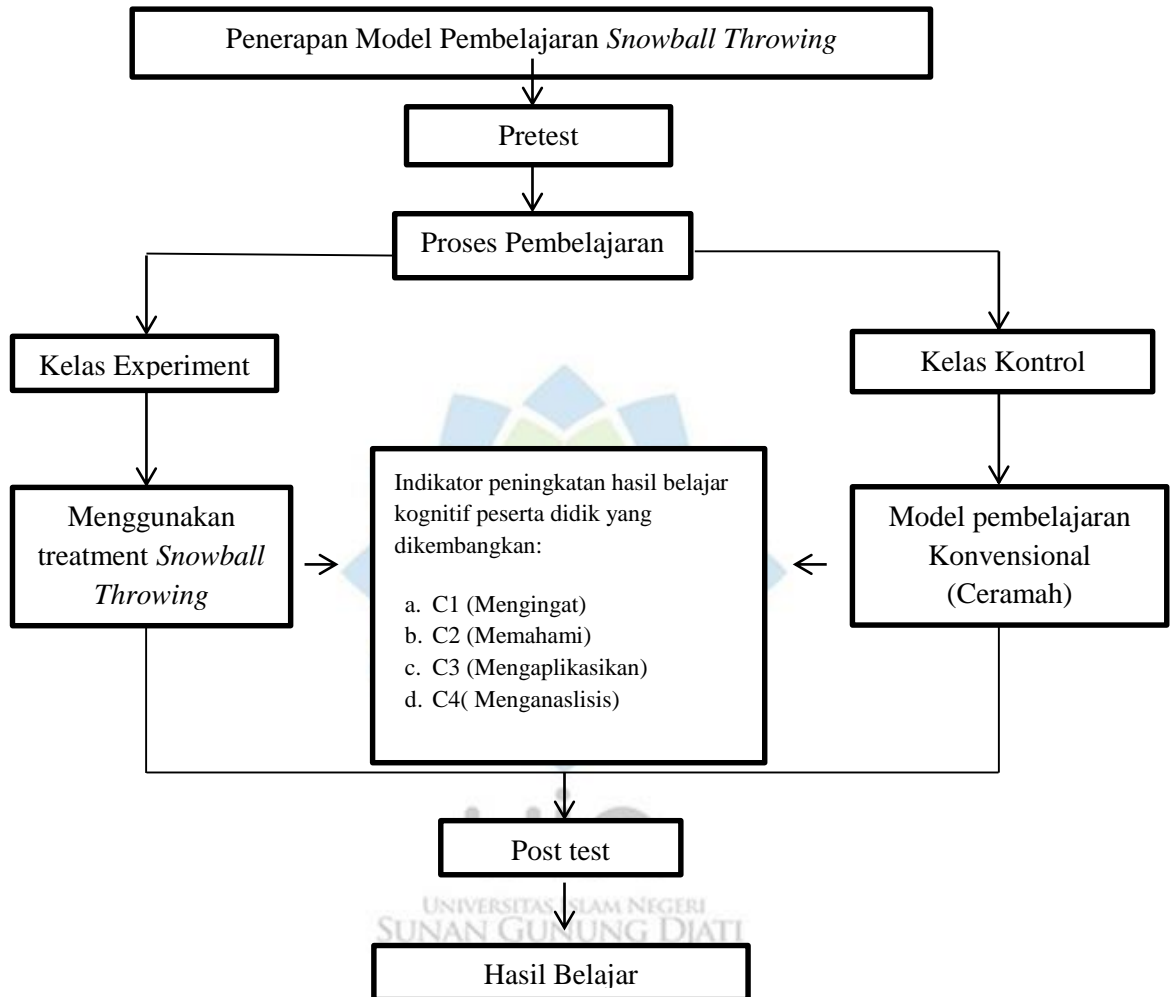 Penerapan Model Pembelajaran Snowball Throwing
Pretest
Proses Pembelajaran
Kelas Experiment
Kelas Kontrol
Menggunakan
treatment Snowball
Throwing
Indikator peningkatan hasil belajar
kognitif peserta didik yang
dikembangkan:
a. C1 (Mengingat)
b. C2 (Memahami)
c. C3 (Mengaplikasikan)
d. C4( Menganaslisis)
Model pembelajaran
Konvensional
(Ceramah)
Post test
UNIVERSITAS ISLAM NEGERI
SUNAN GUNUNG DJATI
Hasil Belajar